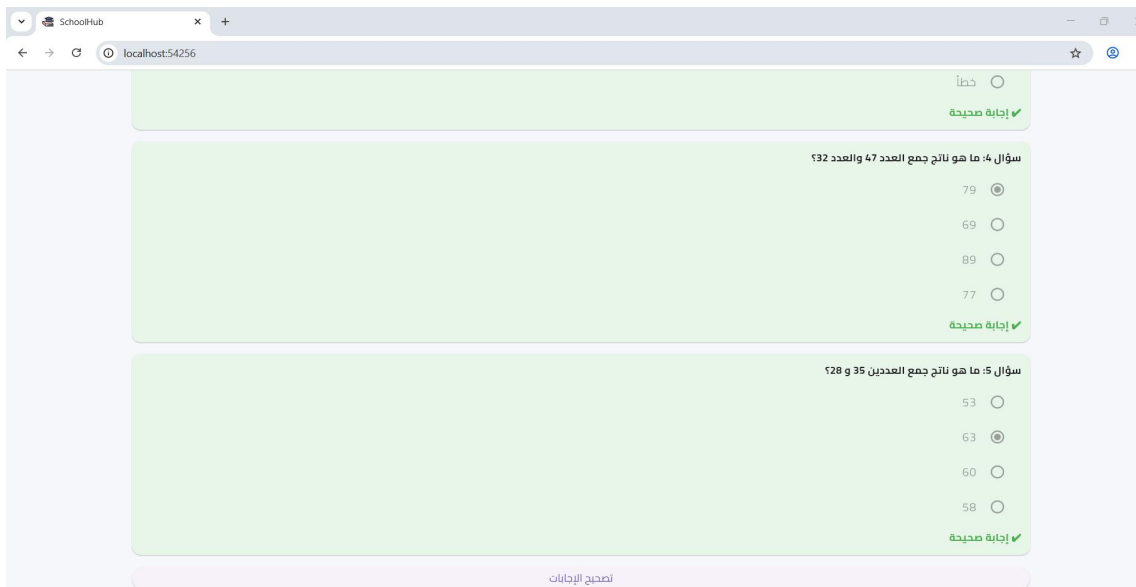 SchoolHub
localhost:54256
خطأ
✔ إجابة صحيحة
سؤال 4: ما هو ناتج جمع العدد 47 والعدد 32؟
79
69
89
77
✔ إجابة صحيحة
سؤال 5: ما هو ناتج جمع العددين 35 و 28؟
53
63
60
58
✔ إجابة صحيحة
تصحيح الإجابات